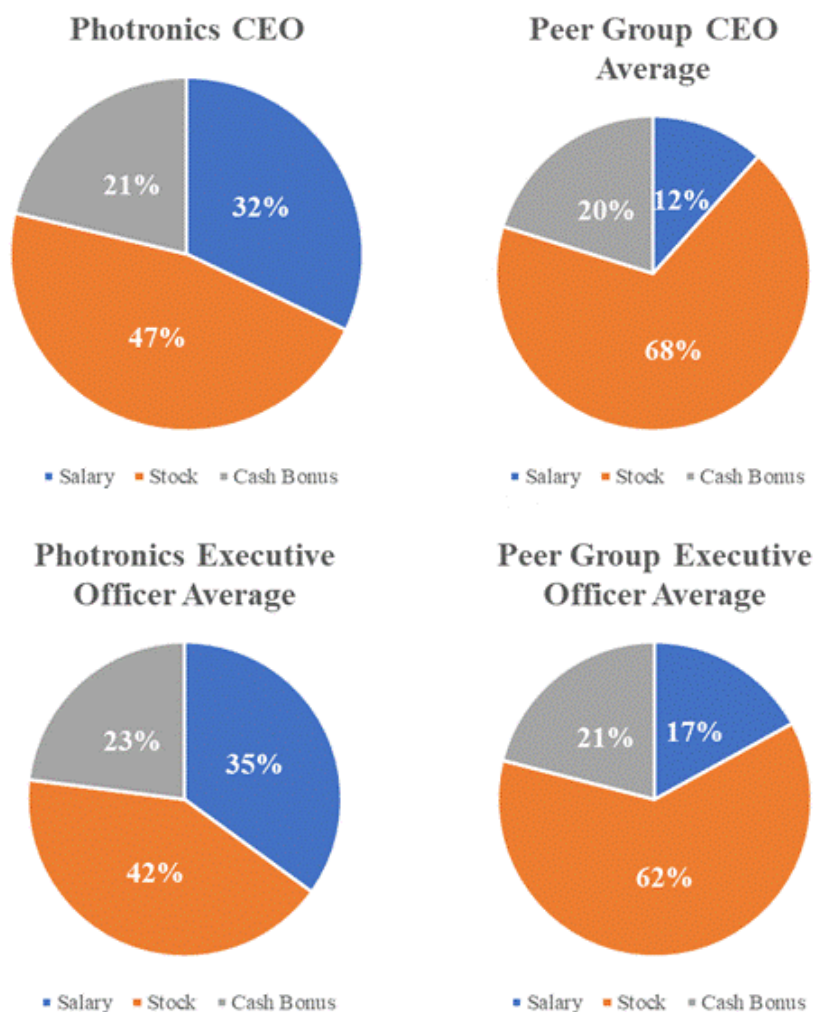 Photronics CEO
21%
32%
47%
Salary Stock Cash Bonus
Peer Group CEO
Average
20%
12%
68%
Salary Stock Cash Bonus
Photronics Executive
Officer Average
23%
35%
42%
Salary Stock Cash Bonus
Peer Group Executive
Officer Average
21%
17%
62%
Salary Stock Cash Bonus